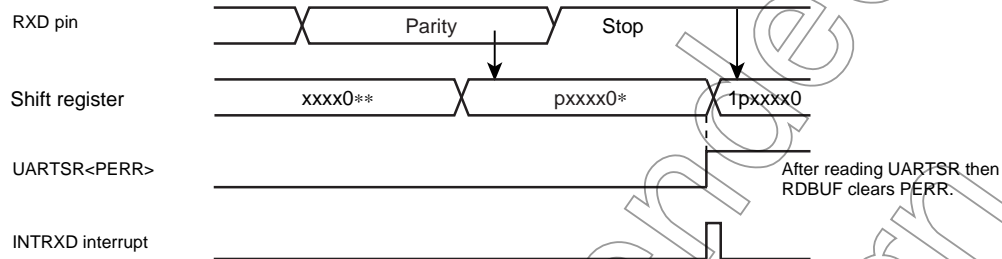 RXD pin
Parity
Stop
Shift register
xxxx0**
pxxxx0*
1pxxxx0
UARTSR<PERR>
After reading UARTSR then
RDBUF clears PERR.
INTRXD interrupt